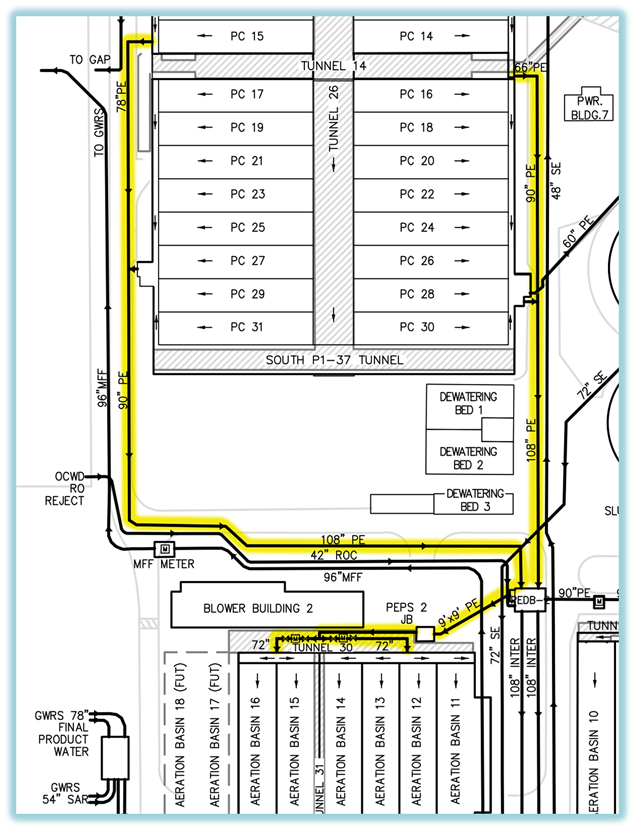 PC 15
PC 14
TO GAP
78"PE
TUNNEL 14
66"PE
TO GWRS
TUNNEL 26
PC 17
PC 16
PWR.
BLDG.7
PC 19
PC 18
PC 21
PC 20
90" PE
48" SE
PC 23
PC 22
PC 25
PC 24
60" PE
PC 27
PC 26
PC 29
PC 28
PC 31
PC 30
SOUTH P1-37 TUNNEL
96"MFF
90" PE
72" SE
DEWATERING
BED 1
DEWATERING
BED 2
108" PE
OCWD
RO
REJECT
DEWATERING
BED 3
SLU
108" PE
42" ROC
MFF METER
M
96"MFF
90"PE
M
BLOWER BUILDING 2
PEPS 2
JB
9'x9' PE
72" SE
108" INTER
108" INTER
72"
M
M
72"
TUNNEL 30
TUNN
AERATION BASIN 18 (FUT)
AERATION BASIN 17 (FUT)
AERATION BASIN 16
AERATION BASIN 15
UNNEL 31
AERATION BASIN 14
AERATION BASIN 13
AERATION BASIN 12
AERATION BASIN 11
AERATION BASIN 10
GWRS 78"
FINAL
PRODUCT
WATER
GWRS
54" SAR